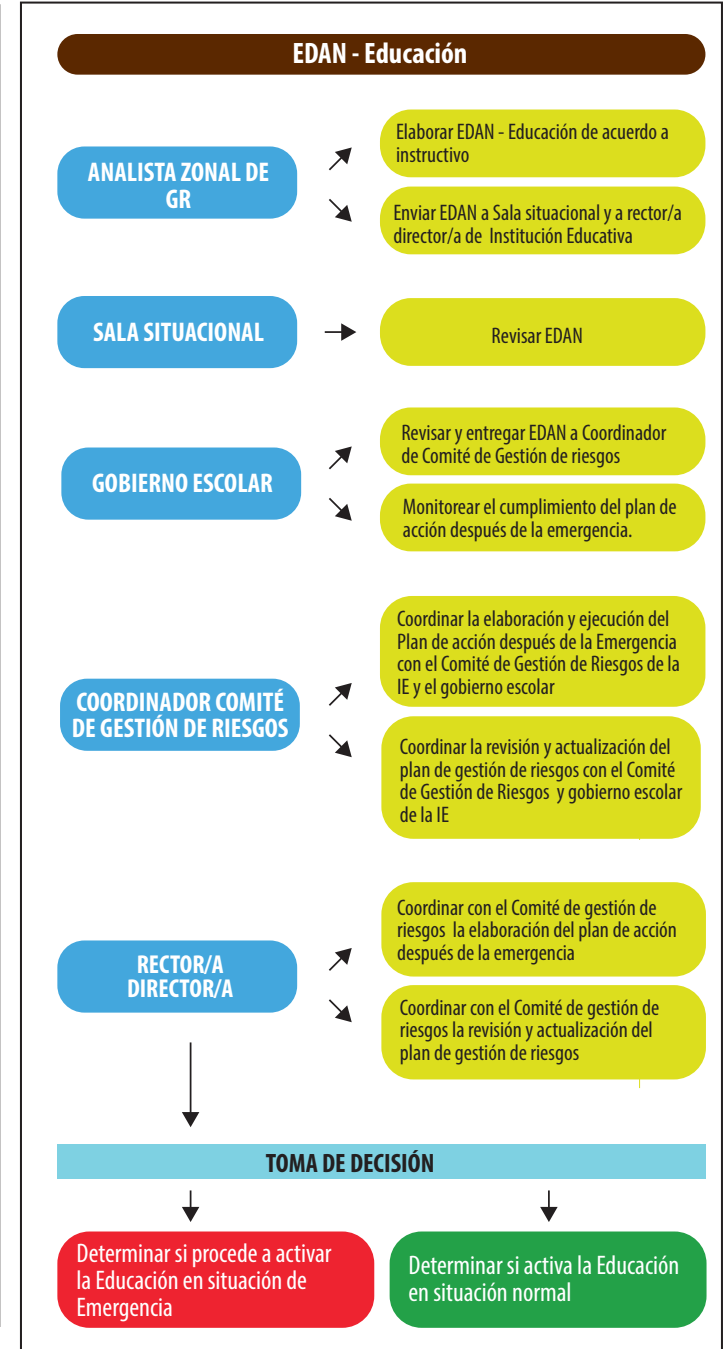 EDAN - Educación
ANALISTA ZONAL DE
GR
Elaborar EDAN - Educación de acuerdo a
instructivo
Enviar EDAN a Sala situacional y a rector/a
director/a de Institución Educativa
SALA SITUACIONAL
Revisar EDAN
GOBIERNO ESCOLAR
Revisar y entregar EDAN a Coordinador
de Comité de Gestión de riesgos
Monitorear el cumplimiento del plan de
acción después de la emergencia.
COORDINADOR COMITÉ
DE GESTIÓN DE RIESGOS
Coordinar la elaboración y ejecución del
Plan de acción después de la Emergencia
con el Comité de Gestión de Riesgos de la
IE y el gobierno escolar
Coordinar la revisión y actualización del
plan de gestión de riesgos con el Comité
de Gestión de Riesgos y gobierno escolar
de la IE
RECTOR/A
DIRECTOR/A
Coordinar con el Comité de gestión de
riesgos la elaboración del plan de acción
después de la emergencia
Coordinar con el Comité de gestión de
riesgos la revisión y actualización del
plan de gestión de riesgos
TOMA DE DECISIÓN
Determinar si procede a activar
la Educación en situación de
Emergencia
Determinar si activa la Educación
en situación normal